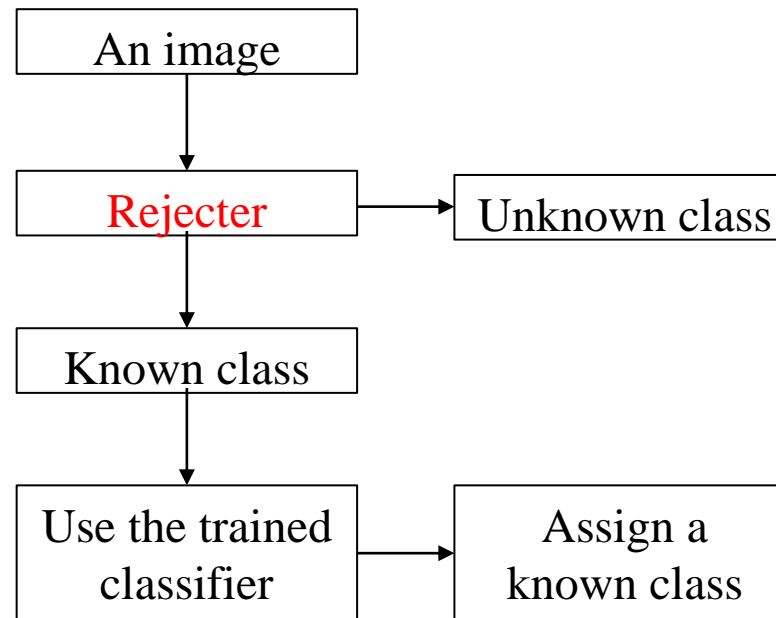 An image
Rejecter
Unknown class
Known class
Use the trained
classifier
Assign a
known class